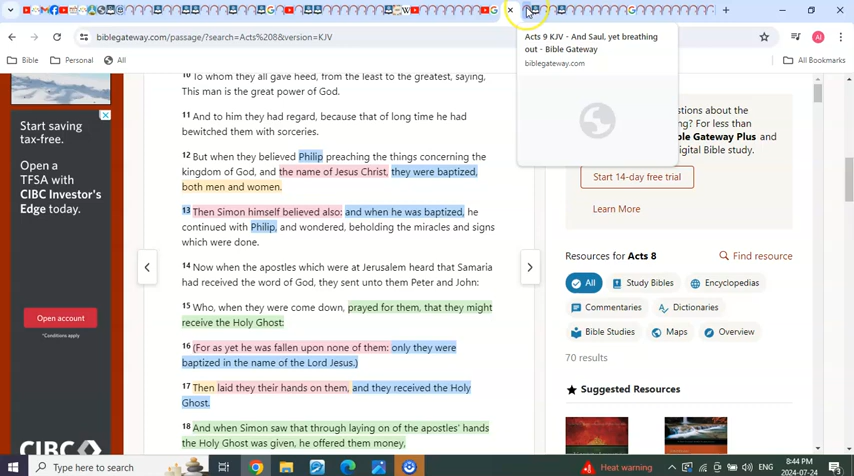 biblegateway.com/passage/?search=Acts%208&version=KJV
Bible
Personal
All
All Bookmarks
Acts 9 KJV - And Saul, yet breathing
out - Bible Gateway
biblegateway.com
Start saving
tax-free.
Open a
TFSA with
CIBC Investor's
Edge today.
Open account
*Conditions apply
CIBC
10 To whom they all gave heed, from the least to the greatest, saying,
This man is the great power of God.
11 And to him they had regard, because that of long time he had
bewitched them with sorceries.
12 But when they believed Philip preaching the things concerning the
kingdom of God, and the name of Jesus Christ, they were baptized,
both men and women.
13 Then Simon himself believed also: and when he was baptized, he
continued with Philip, and wondered, beholding the miracles and signs
which were done.
14 Now when the apostles which were at Jerusalem heard that Samaria
had received the word of God, they sent unto them Peter and John:
15 Who, when they were come down, prayed for them, that they might
receive the Holy Ghost:
16 (For as yet he was fallen upon none of them: only they were
baptized in the name of the Lord Jesus.)
17 Then laid they their hands on them, and they received the Holy
Ghost.
18 And when Simon saw that through laying on of the apostles' hands
the Holy Ghost was given, he offered them money,
stions about the
? For less than
ble Gateway Plus and
igital Bible study.
Start 14-day free trial
Learn More
Resources for Acts 8
Find resource
All
Study Bibles
Encyclopedias
Commentaries
Dictionaries
Bible Studies
Maps
Overview
70 results
Suggested Resources
Type here to search
Heat warning
ENG
8:44 PM
2024-07-24